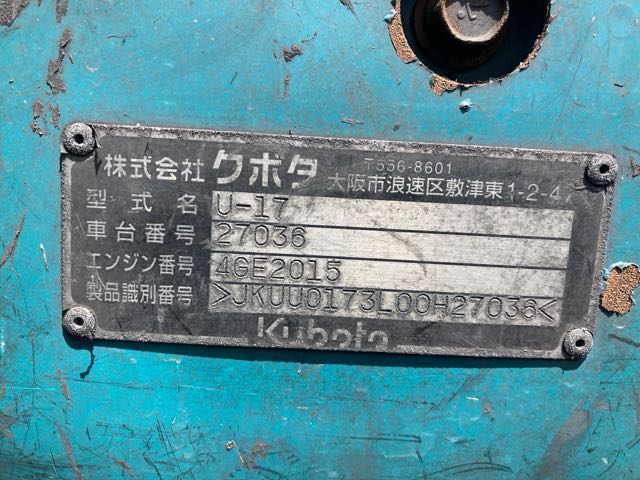 株式会社 クボタ 〒556-8601
大阪市浪速区敷津東1-2-47
型式名 U-17
車台番号 27036
エンジン番号 4GE2015
製品識別番号 >JKUU0173L00H27036<
Kubota